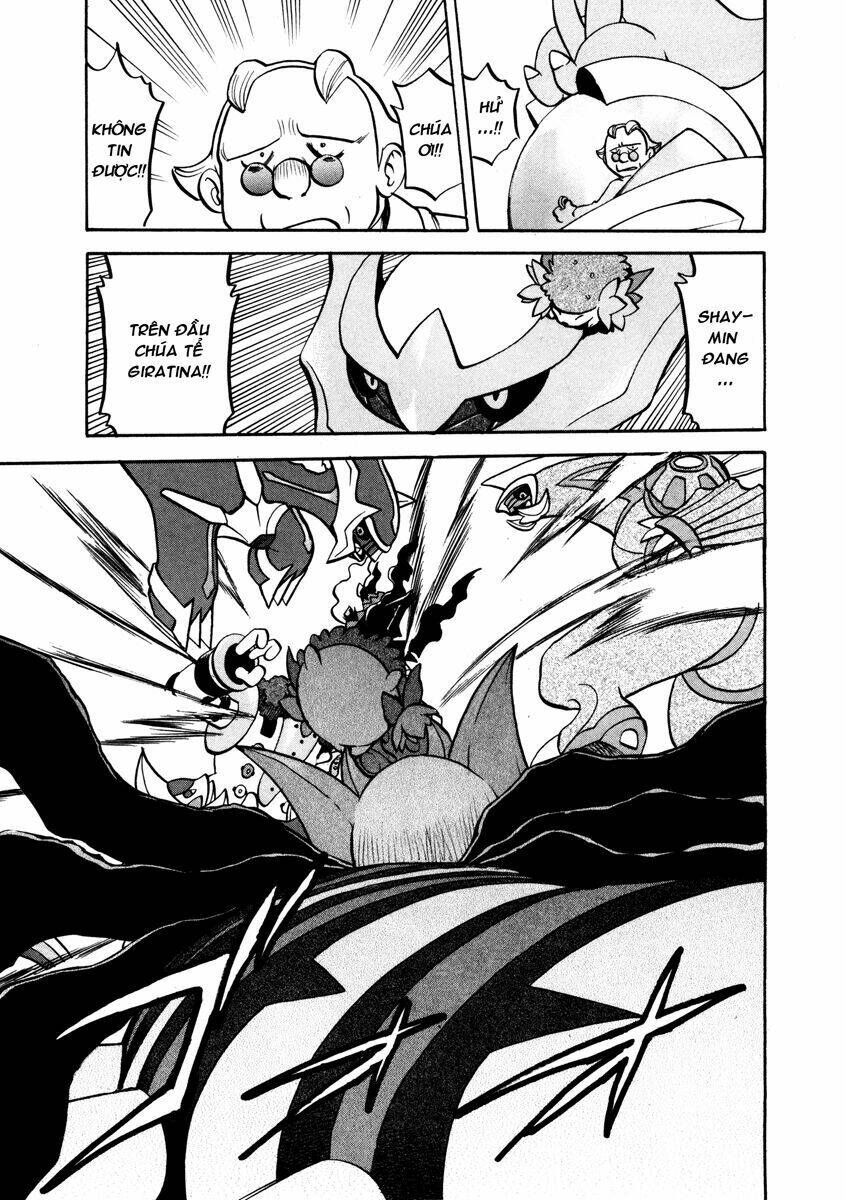 HỬ
...!!
CHÚA
ƠI!!
KHÔNG
TIN
ĐƯỢC!!
SHAY-
MIN
ĐANG
...
TRÊN ĐẦU
CHÚA TỂ
GIRATINA!!